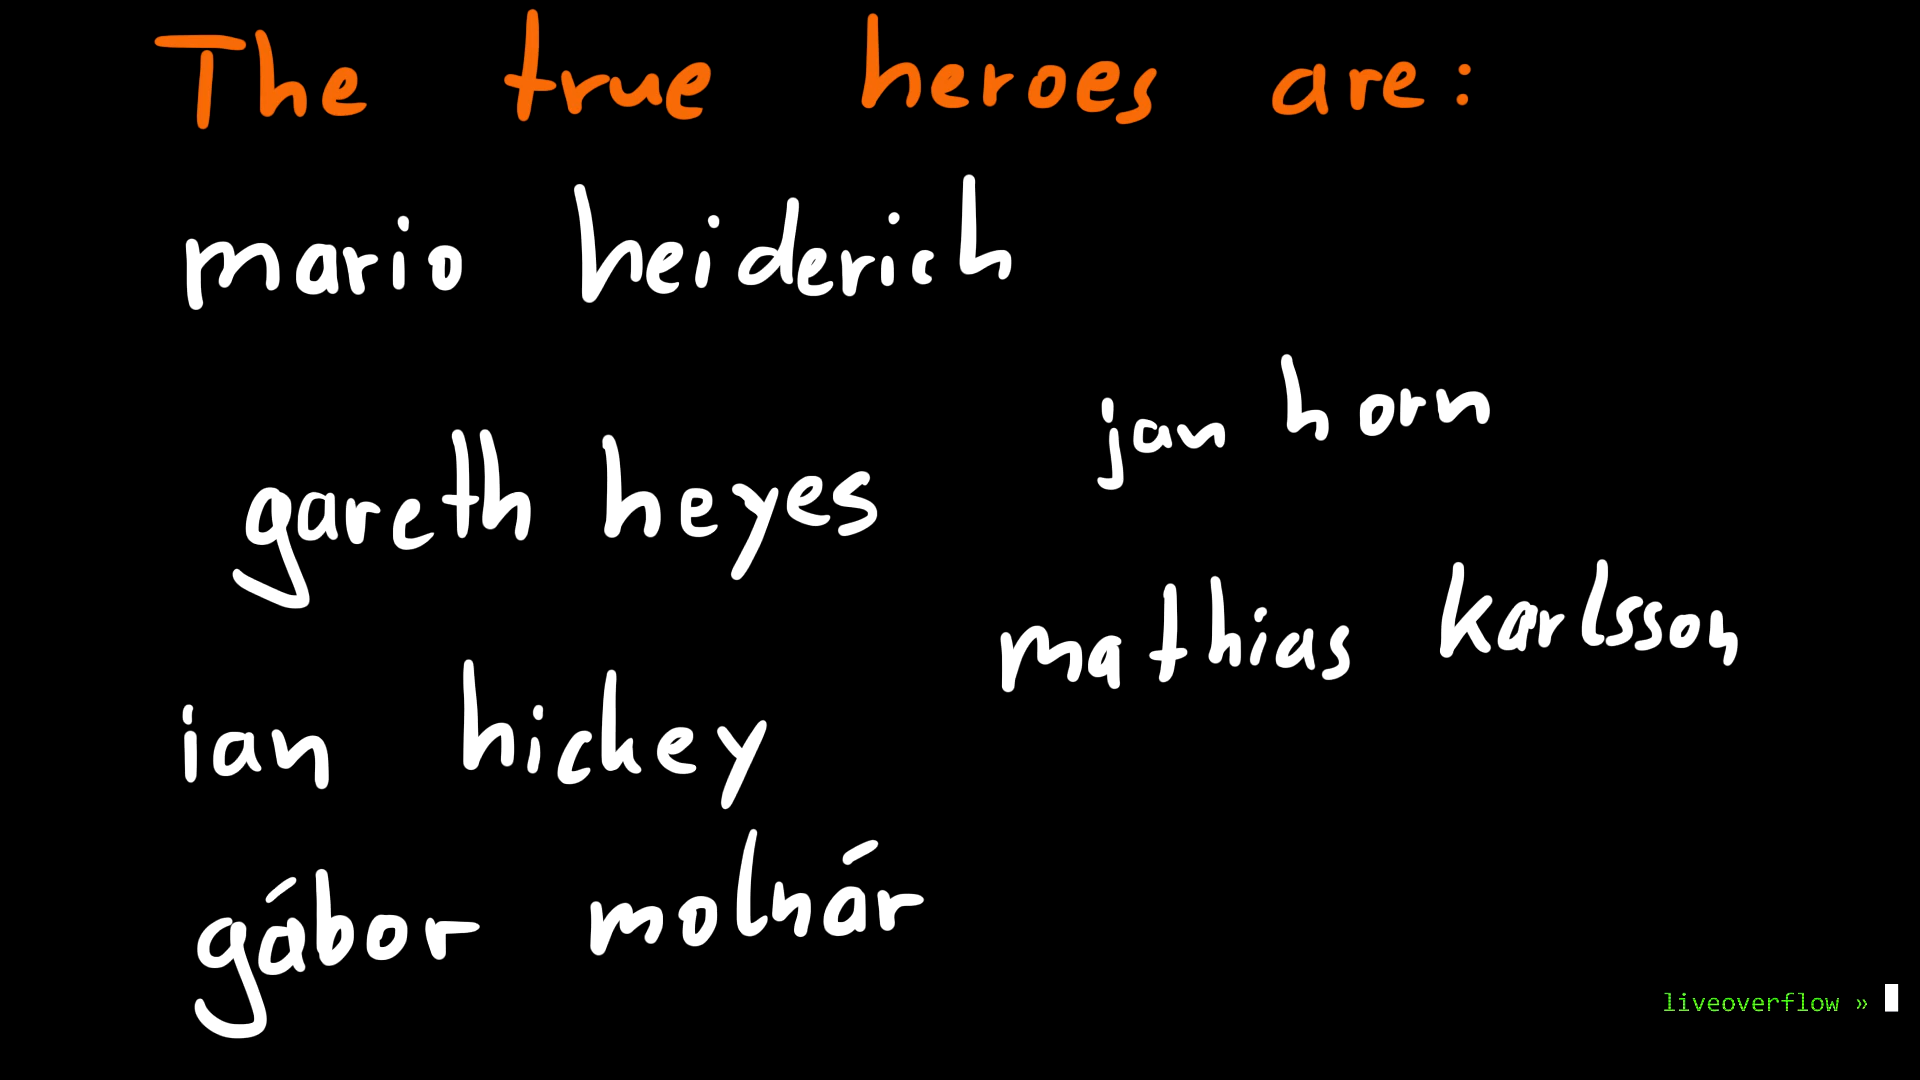 The true heroes are:
mario heiderich
jan horn
gareth heyes
mathias karlsson
ian hickey
gábor molnár
liveoverflow »